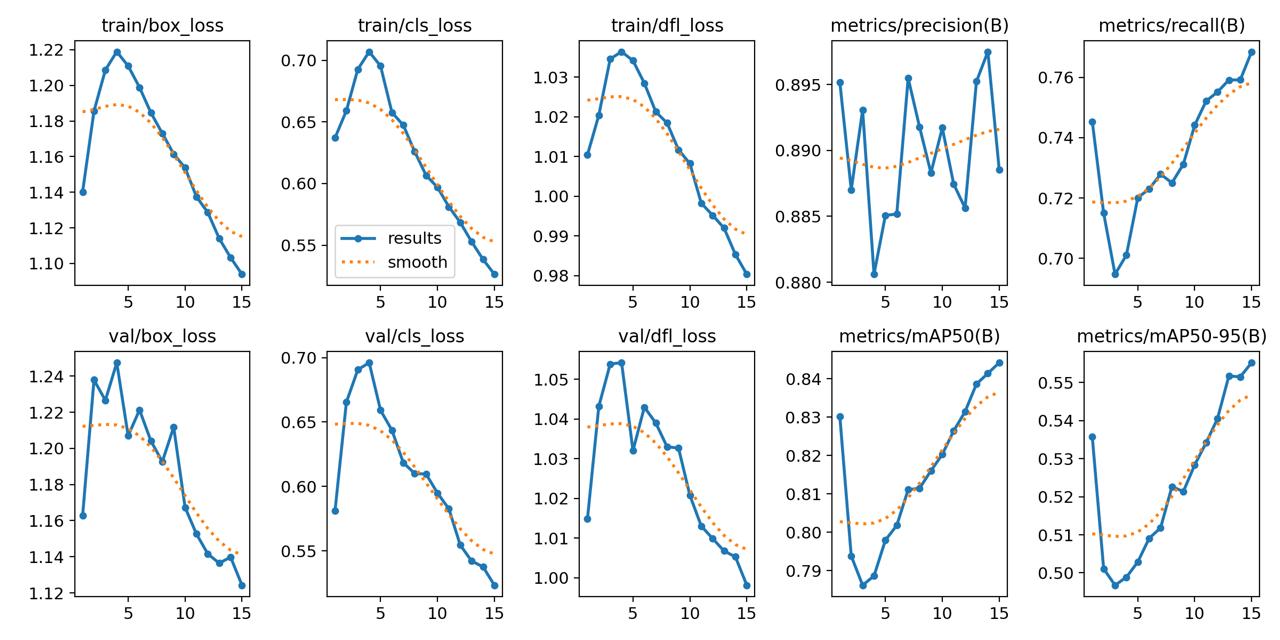 train/box_loss
train/cls_loss
train/dfl_loss
metrics/precision(B)
metrics/recall(B)
1.22
1.20
1.18
1.16
1.14
1.12
1.10
5 10 15
0.70
0.65
0.60
0.55
results
smooth
5 10 15
1.03
1.02
1.01
1.00
0.99
0.98
5 10 15
0.895
0.890
0.885
0.880
5 10 15
0.76
0.74
0.72
0.70
5 10 15
val/box_loss
val/cls_loss
val/dfl_loss
metrics/mAP50(B)
metrics/mAP50-95(B)
1.24
1.22
1.20
1.18
1.16
1.14
1.12
5 10 15
0.70
0.65
0.60
0.55
5 10 15
1.05
1.04
1.03
1.02
1.01
1.00
5 10 15
0.84
0.83
0.82
0.81
0.80
0.79
5 10 15
0.55
0.54
0.53
0.52
0.51
0.50
5 10 15